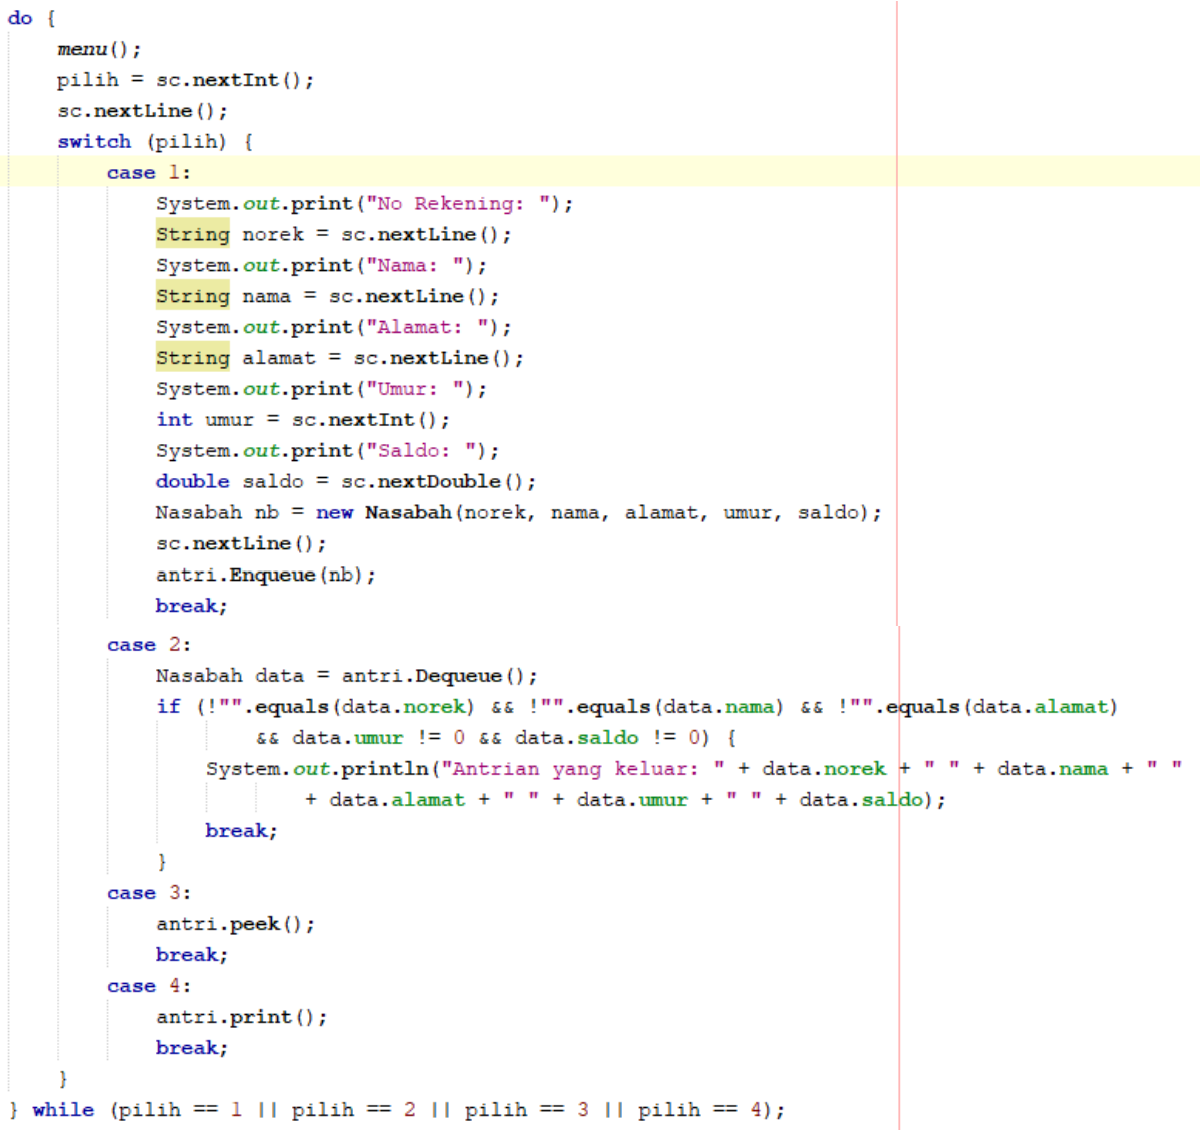 do {
    menu();
    pilih = sc.nextInt();
    sc.nextLine();
    switch (pilih) {
        case 1:
            System.out.print("No Rekening: ");
            String norek = sc.nextLine();
            System.out.print("Nama: ");
            String nama = sc.nextLine();
            System.out.print("Alamat: ");
            String alamat = sc.nextLine();
            System.out.print("Umur: ");
            int umur = sc.nextInt();
            System.out.print("Saldo: ");
            double saldo = sc.nextDouble();
            Nasabah nb = new Nasabah(norek, nama, alamat, umur, saldo);
            sc.nextLine();
            antri.Enqueue(nb);
            break;
        case 2:
            Nasabah data = antri.Dequeue();
            if (!"".equals(data.norek) && !"".equals(data.nama) && !"".equals(data.alamat)
                    && data.umur != 0 && data.saldo != 0) {
                System.out.println("Antrian yang keluar: " + data.norek + " " + data.nama + " "
                        + data.alamat + " " + data.umur + " " + data.saldo);
                break;
            }
        case 3:
            antri.peek();
            break;
        case 4:
            antri.print();
            break;
    }
} while (pilih == 1 || pilih == 2 || pilih == 3 || pilih == 4);